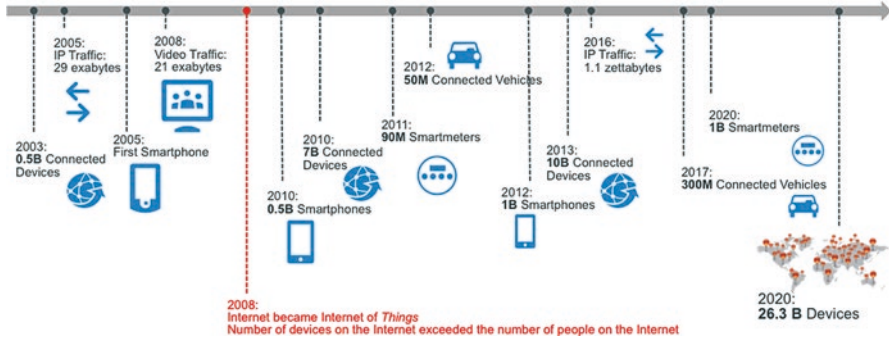 2003:
0.5B Connected
Devices
2005:
IP Traffic:
29 exabytes
2005:
First Smartphone
2008:
Video Traffic:
21 exabytes
2008:
Internet became Internet of Things
Number of devices on the Internet exceeded the number of people on the Internet
2010:
0.5B Smartphones
2010:
7B Connected
Devices
2011:
90M Smartmeters
2012:
50M Connected Vehicles
2012:
1B Smartphones
2013:
10B Connected
Devices
2016:
IP Traffic:
1.1 zettabytes
2017:
300M Connected Vehicles
2020:
1B Smartmeters
2020:
26.3 B Devices